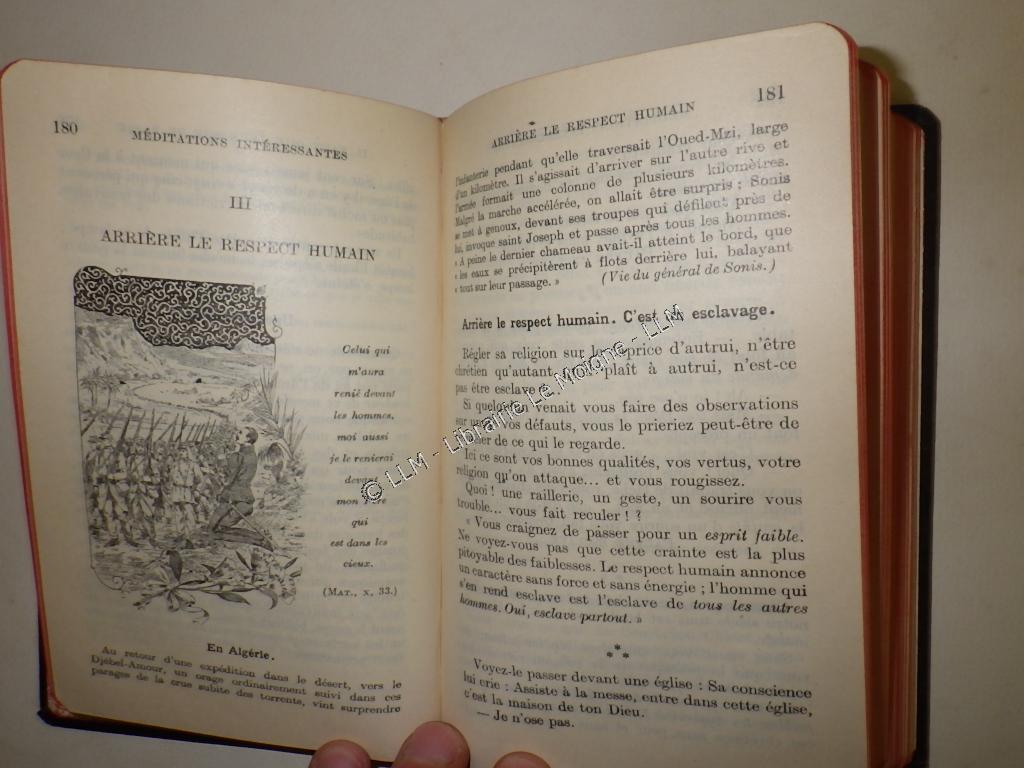 180
MÉDITATIONS INTÉRESSANTES
III
ARRIÈRE LE RESPECT HUMAIN
Celui qui
m'aura
renié devant
les hommes,
moi aussi
je le renierai
devant
mon Père
qui
est dans les
cieux.
(MAT., X, 33.)
En Algérie.
Au retour d'une expédition dans le désert, vers le
Djébel-Amour, un orage ordinairement suivi dans ces
parages de la crue subite des torrents, vint surprendre
ARRIÈRE LE RESPECT HUMAIN
181
l'infanterie pendant qu'elle traversait l'Oued-Mzi, large
d'un kilomètre. Il s'agissait d'arriver sur l'autre rive et
l'armée formait une colonne de plusieurs kilomètres.
Malgré la marche accélérée, on allait être surpris : Sonis
se met à genoux, devant ses troupes qui défilent près de
lui, invoque saint Joseph et passe après tous les hommes.
« A peine le dernier chameau avait-il atteint le bord, que
« les eaux se précipitèrent à flots derrière lui, balayant
« tout sur leur passage. » (Vie du général de Sonis.)
Arrière le respect humain. C'est un esclavage.
Régler sa religion sur le caprice d'autrui, n'être
chrétien qu'autant qu'il plaît à autrui, n'est-ce
pas être esclave ?
Si quelqu'un venait vous faire des observations
sur vos défauts, vous le prieriez peut-être de
de ce qui le regarde.
Ici ce sont vos bonnes qualités, vos vertus, votre
religion qu'on attaque... et vous rougissez.
Quoi ! une raillerie, un geste, un sourire vous
trouble... vous fait reculer ! ?
« Vous craignez de passer pour un esprit faible.
Ne voyez-vous pas que cette crainte est la plus
pitoyable des faiblesses. Le respect humain annonce
un caractère sans force et sans énergie ; l'homme qui
s'en rend esclave est l'esclave de tous les autres
hommes. Oui, esclave partout. »
Voyez-le passer devant une église : Sa conscience
lui crie : Assiste à la messe, entre dans cette église,
c'est la maison de ton Dieu.
— Je n'ose pas.
© LLM - Librairie Le Molône - LLM